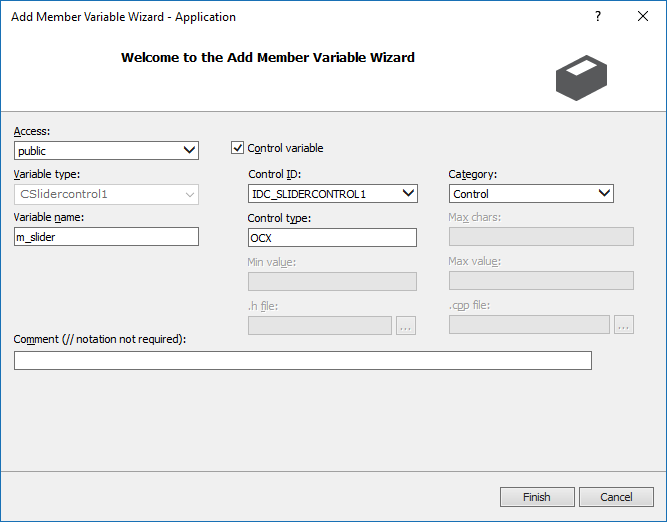 Add Member Variable Wizard - Application
?
Welcome to the Add Member Variable Wizard
Access:
public
Control variable
Variable type:
CSlidercontrol1
Control ID:
IDC_SLIDERCONTROL1
Category:
Control
Variable name:
m_slider
Control type:
OCX
Max chars:
Min value:
Max value:
.h file:
...
.cpp file:
...
Comment (// notation not required):
Finish
Cancel